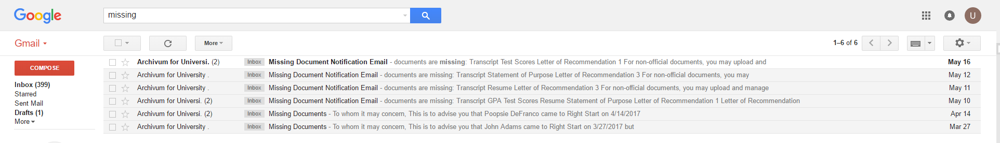 Google
missing
U
Gmail
More
1–6 of 6
COMPOSE
Inbox (399)
Starred
Sent Mail
Drafts (1)
More
Archivum for Universi. (2) Inbox Missing Document Notification Email - documents are missing: Transcript Test Scores Letter of Recommendation 1 For non-official documents, you may upload and May 16
Archivum for University . Inbox Missing Document Notification Email - documents are missing: Transcript Statement of Purpose Letter of Recommendation 3 For non-official documents, you may May 12
Archivum for University . Inbox Missing Document Notification Email - documents are missing: Transcript Resume Letter of Recommendation 3 For non-official documents, you may upload and manage May 11
Archivum for Universi. (2) Inbox Missing Document Notification Email - documents are missing: Transcript GPA Test Scores Resume Statement of Purpose Letter of Recommendation 1 Letter of Recommendation May 10
Archivum for Universi. (2) Inbox Missing Documents - To whom it may concern, This is to advise you that Poopsie DeFranco came to Right Start on 4/14/2017 Apr 14
Archivum for University . Inbox Missing Documents - To whom it may concern, This is to advise you that John Adams came to Right Start on 3/27/2017 but Mar 27